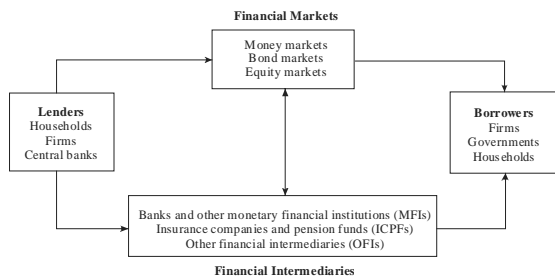 Financial Markets
Money markets
Bond markets
Equity markets
Lenders
Households
Firms
Central banks
Borrowers
Firms
Governments
Households
Banks and other monetary financial institutions (MFIs)
Insurance companies and pension funds (ICPFs)
Other financial intermediaries (OFIs)
Financial Intermediaries